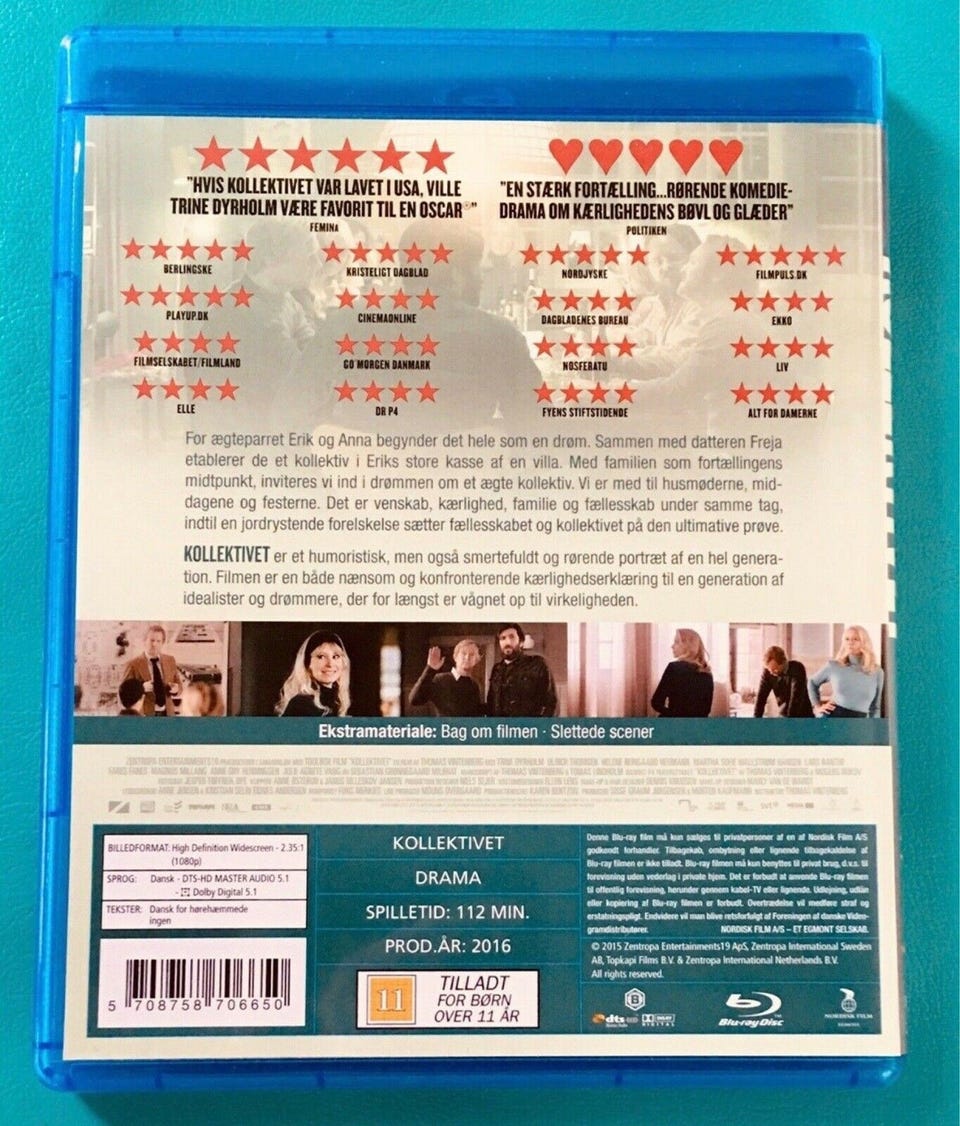 "HVIS KOLLEKTIVET VAR LAVET I USA, VILLE
TRINE DYRHOLM VÆRE FAVORIT TIL EN OSCAR®"
FEMINA
"EN STÆRK FORTÆLLING...RØRENDE KOMEDIE-
DRAMA OM KÆRLIGHEDENS BØVL OG GLÆDER"
POLITIKEN
BERLINGSKE
KRISTELIGT DAGBLAD
NORDJYSKE
FILMPULS.DK
PLAYUP.DK
CINEMAONLINE
DAGBLADENES BUREAU
EKKO
FILMSELSKABET/FILMLAND
GO'MORGEN DANMARK
NOSFERATU
LIV
ELLE
DR P4
FYENS STIFTSTIDENDE
ALT FOR DAMERNE
For ægteparret Erik og Anna begynder det hele som en drøm. Sammen med datteren Freja
etablerer de et kollektiv i Eriks store kasse af en villa. Med familien som fortællingens
midtpunkt, inviteres vi ind i drømmen om et ægte kollektiv. Vi er med til husmøderne, mid-
dagene og festerne. Det er venskab, kærlighed, familie og fællesskab under samme tag,
indtil en jordrystende forelskelse sætter fællesskabet og kollektivet på den ultimative prøve.
KOLLEKTIVET er et humoristisk, men også smertefuldt og rørende portræt af en hel genera-
tion. Filmen er en både nænsom og konfronterende kærlighedserklæring til en generation af
idealister og drømmere, der for længst er vågnet op til virkeligheden.
Ekstramateriale: Bag om filmen · Slettede scener
BILLEDFORMAT: High Definition Widescreen - 2.35:1
(1080p)
SPROG: Dansk - DTS-HD MASTER AUDIO 5.1
- Dolby Digital 5.1
TEKSTER: Dansk for hørehæmmede
ingen
5 708758 706650
KOLLEKTIVET
DRAMA
SPILLETID: 112 MIN.
PROD.ÅR: 2016
11
TILLADT
FOR BØRN
OVER 11 ÅR
Denne Blu-ray film må kun sælges til privatpersoner af en af Nordisk Film A/S
godkendt forhandler. Tilbagekøb, ombytning eller lignende tilbagetagelse af
Blu-ray filmen er ikke tilladt. Blu-ray filmen må kun benyttes til privat brug, d.v.s. til
forevisning uden vederlag i private hjem. Det er forbudt at anvende Blu-ray filmen
til offentlig forevisning, herunder gennem kabel-TV eller lignende. Udlejning, udlån
eller kopiering af Blu-ray filmen er forbudt. Overtrædelse vil medføre straf og
erstatningspligt. Endvidere vil man blive retsforfulgt af Foreningen af danske Video-
gramdistributører. NORDISK FILM A/S – ET EGMONT SELSKAB.
© 2015 Zentropa Entertainments19 ApS, Zentropa International Sweden
AB, Topkapi Films B.V. & Zentropa International Netherlands B.V.
All rights reserved.
B
dts-HD
DOLBY
DIGITAL
Blu-ray Disc
NORDISK FILM